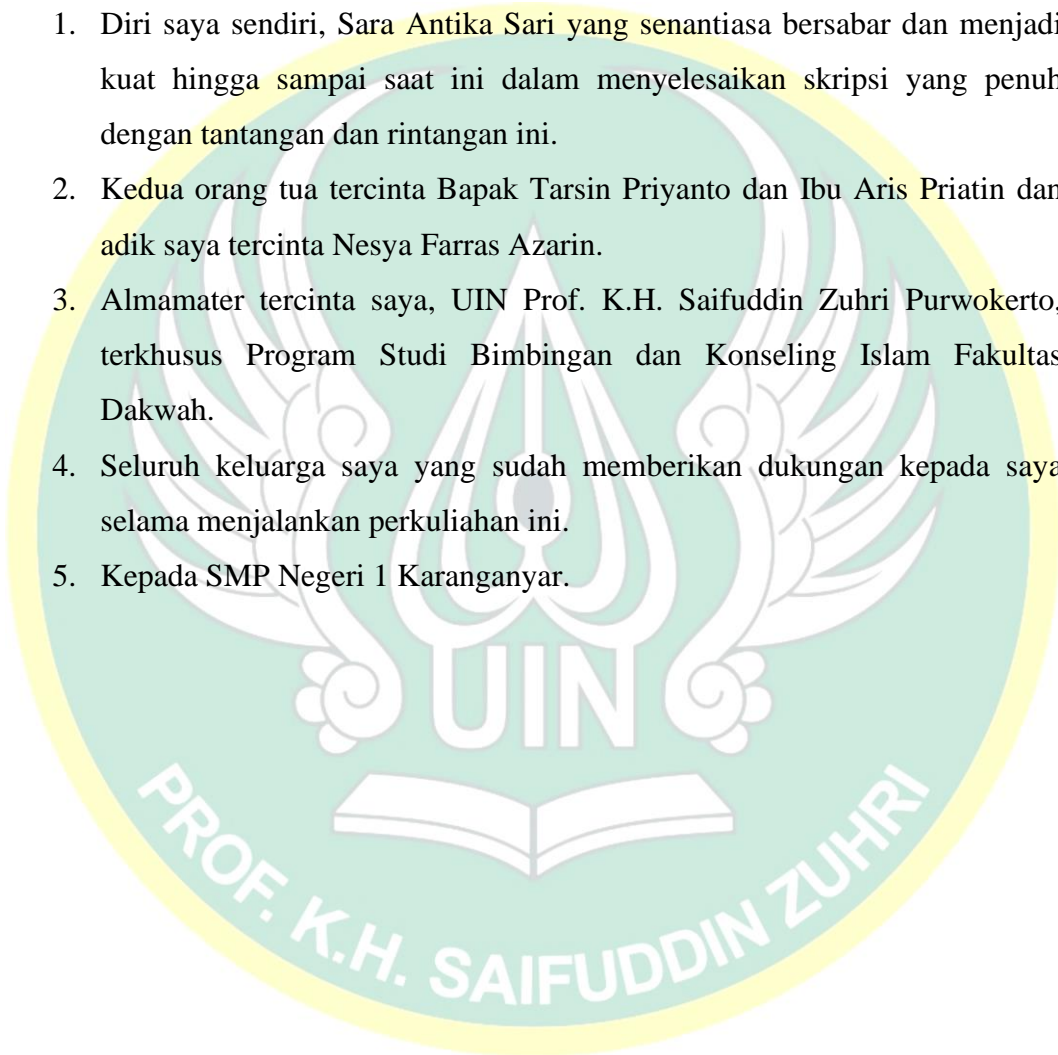 1. Diri saya sendiri, Sara Antika Sari yang senantiasa bersabar dan menjadi
kuat hingga sampai saat ini dalam menyelesaikan skripsi yang penuh
dengan tantangan dan rintangan ini.
2. Kedua orang tua tercinta Bapak Tarsin Priyanto dan Ibu Aris Priatin dan
adik saya tercinta Nesya Farras Azarin.
3. Almamater tercinta saya, UIN Prof. K.H. Saifuddin Zuhri Purwokerto,
terkhusus Program Studi Bimbingan dan Konseling Islam Fakultas
Dakwah.
4. Seluruh keluarga saya yang sudah memberikan dukungan kepada saya
selama menjalankan perkuliahan ini.
5. Kepada SMP Negeri 1 Karanganyar.
UIN
PROF. K.H. SAIFUDDIN ZUHRI